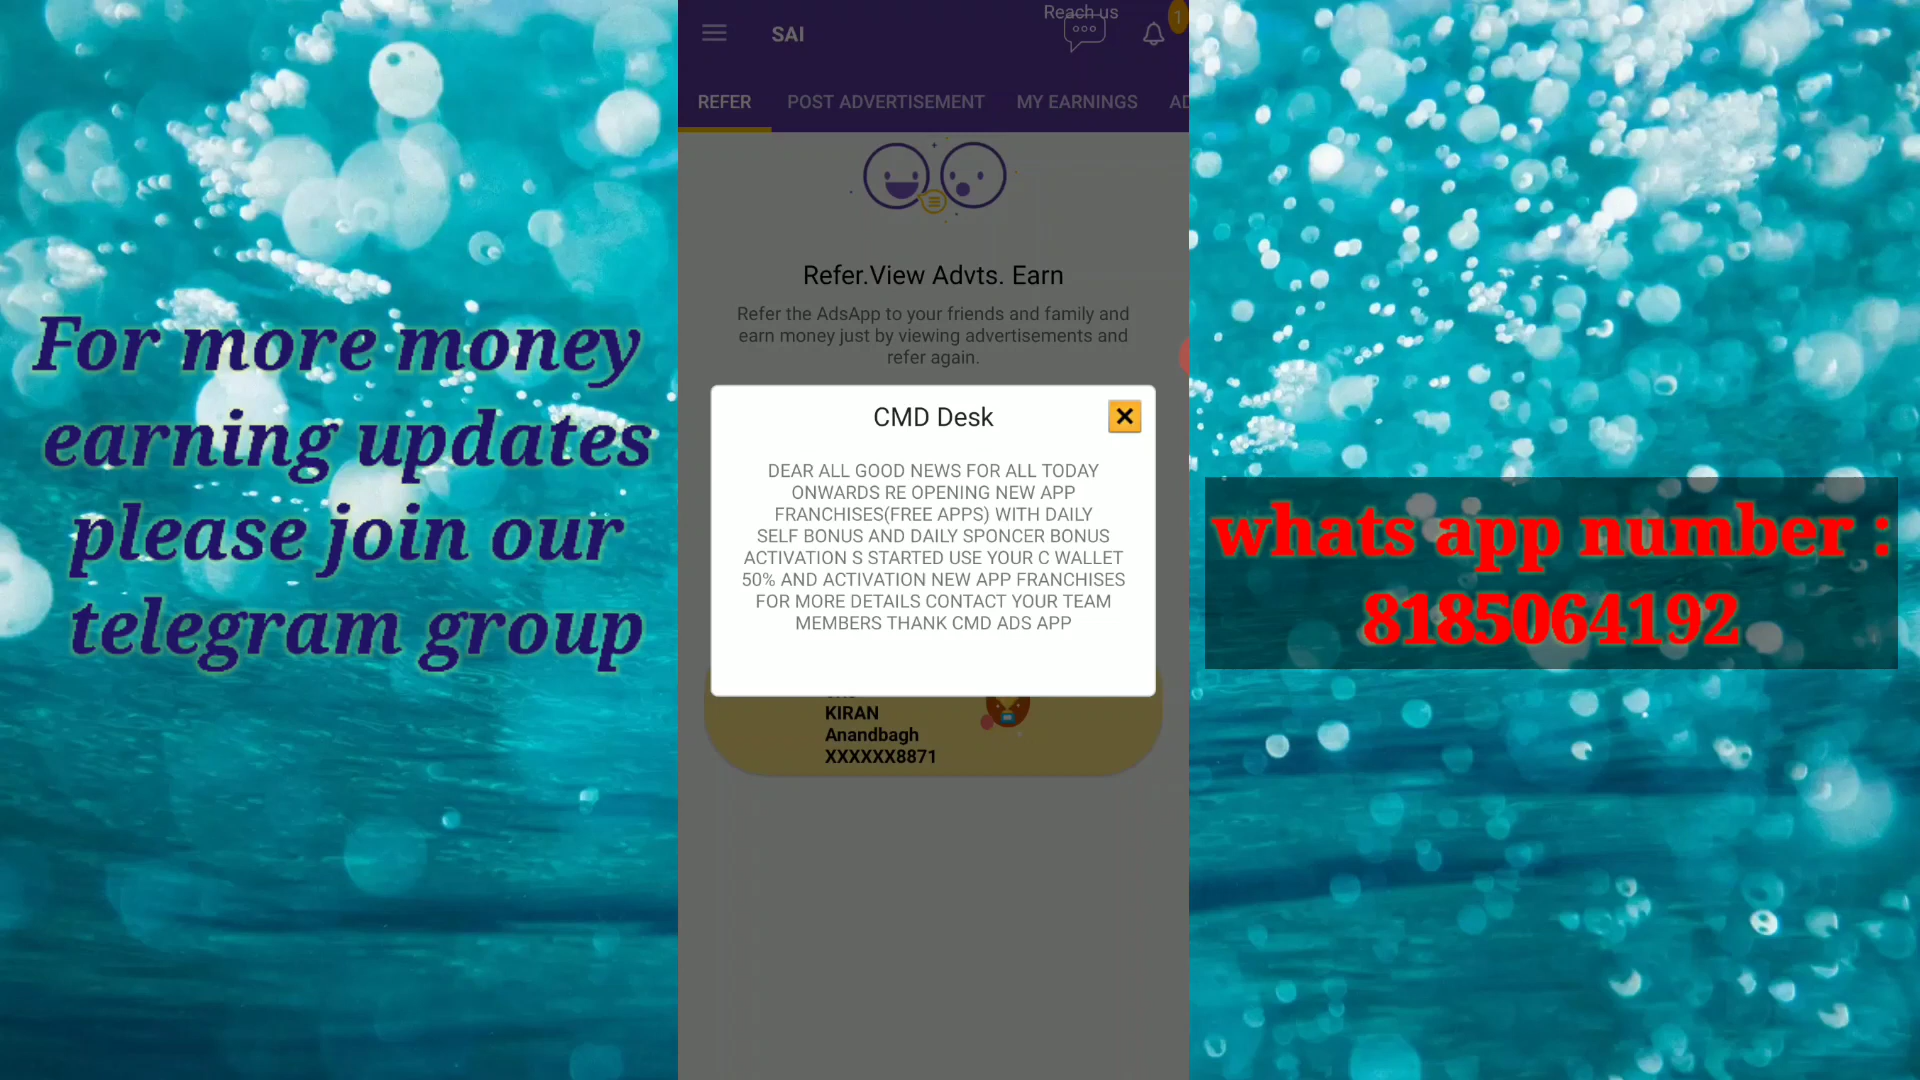 For more money
earning updates
please join our
telegram group
Reach us
1
SAI
REFER
POST ADVERTISEMENT
MY EARNINGS
AD
Refer.View Advts. Earn
Refer the AdsApp to your friends and family and
earn money just by viewing advertisements and
refer again.
CMD Desk
DEAR ALL GOOD NEWS FOR ALL TODAY
ONWARDS RE OPENING NEW APP
FRANCHISES(FREE APPS) WITH DAILY
SELF BONUS AND DAILY SPONCER BONUS
ACTIVATION S STARTED USE YOUR C WALLET
50% AND ACTIVATION NEW APP FRANCHISES
FOR MORE DETAILS CONTACT YOUR TEAM
MEMBERS THANK CMD ADS APP
KIRAN
Anandbagh
XXXXXX8871
whats app number :
8185064192